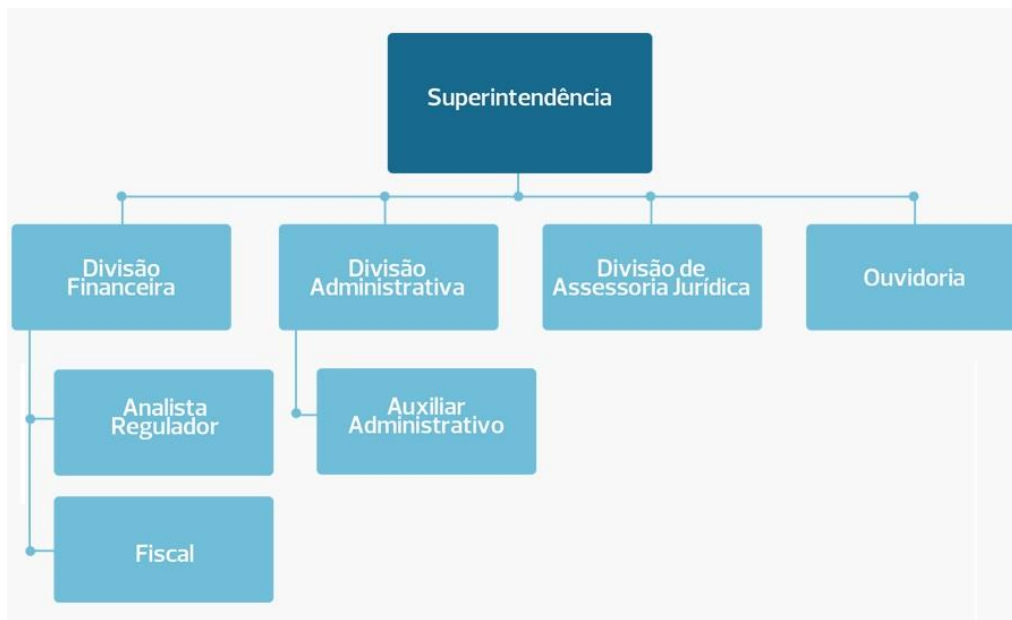 Superintendência
Divisão
Financeira
Divisão
Administrativa
Divisão de
Assessoria Jurídica
Ouvidoria
Analista
Regulador
Auxiliar
Administrativo
Fiscal